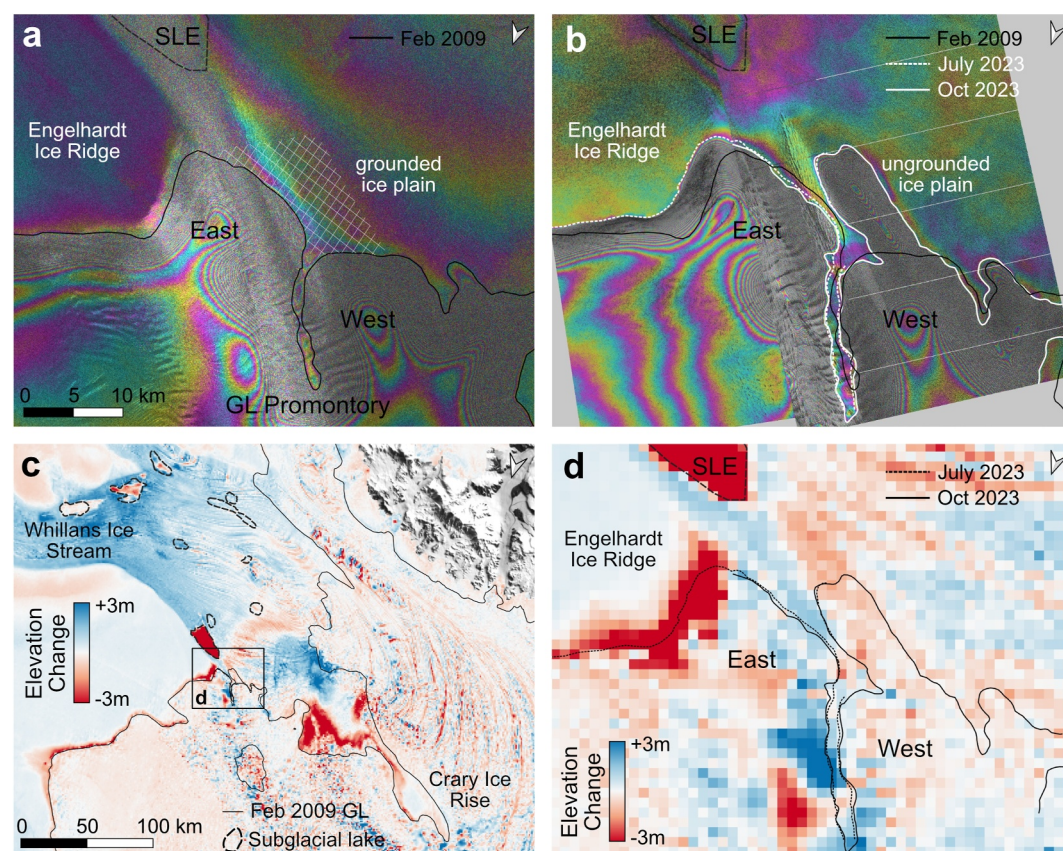 a
SLE
Feb 2009
Engelhardt
Ice Ridge
grounded
ice plain
East
West
0 5 10 km
GL Promontory
b
SLE
Feb 2009
July 2023
Oct 2023
Engelhardt
Ice Ridge
ungrounded
ice plain
East
West
c
Whillans Ice
Stream
+3m
Elevation
Change
-3m
d
Crary Ice
Rise
Feb 2009 GL
0 50 100 km
Subglacial lake
d
SLE
July 2023
Oct 2023
Engelhardt
Ice Ridge
East
West
+3m
Elevation
Change
-3m